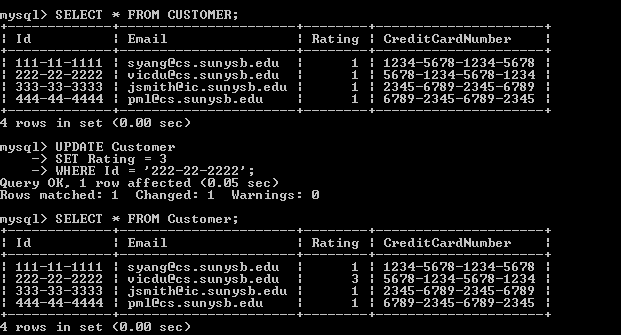 mysql> SELECT * FROM CUSTOMER;
+-------------+----------------------+--------+---------------------+
| Id          | Email                | Rating | CreditCardNumber    |
+-------------+----------------------+--------+---------------------+
| 111-11-1111 | syang@cs.sunysb.edu  |      1 | 1234-5678-1234-5678 |
| 222-22-2222 | vicdu@cs.sunysb.edu  |      1 | 5678-1234-5678-1234 |
| 333-33-3333 | jsmith@ic.sunysb.edu |      1 | 2345-6789-2345-6789 |
| 444-44-4444 | pml@cs.sunysb.edu    |      1 | 6789-2345-6789-2345 |
+-------------+----------------------+--------+---------------------+
4 rows in set (0.00 sec)
mysql> UPDATE Customer
    -> SET Rating = 3
    -> WHERE Id = '222-22-2222';
Query OK, 1 row affected (0.05 sec)
Rows matched: 1  Changed: 1  Warnings: 0
mysql> SELECT * FROM Customer;
+-------------+----------------------+--------+---------------------+
| Id          | Email                | Rating | CreditCardNumber    |
+-------------+----------------------+--------+---------------------+
| 111-11-1111 | syang@cs.sunysb.edu  |      1 | 1234-5678-1234-5678 |
| 222-22-2222 | vicdu@cs.sunysb.edu  |      3 | 5678-1234-5678-1234 |
| 333-33-3333 | jsmith@ic.sunysb.edu |      1 | 2345-6789-2345-6789 |
| 444-44-4444 | pml@cs.sunysb.edu    |      1 | 6789-2345-6789-2345 |
+-------------+----------------------+--------+---------------------+
4 rows in set (0.00 sec)